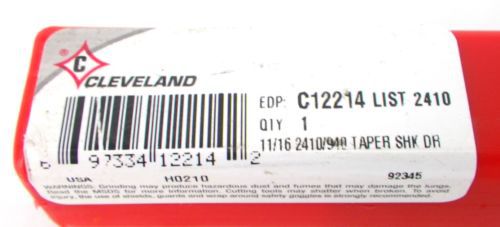 C ®
CLEVELAND
EDP: C12214 LIST 2410
QTY 1
11/16 2410/940 TAPER SHK DR
6 92334 12214 2
USA H0210 92345
WARNINGS: Grinding may produce hazardous dust and fumes that may damage the lungs.
Read the MSDS for more information. Cutting tools may shatter when broken. To avoid
injury, the use of shields, guards and wrap around safety goggles is strongly recommended.